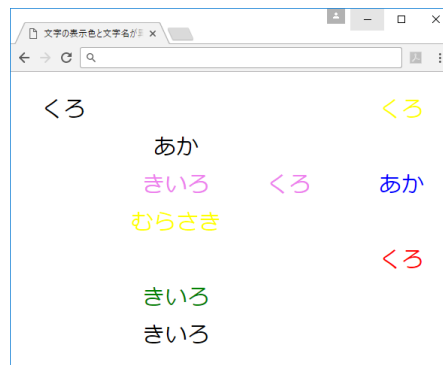 文字の表示色と文字名が
くろ くろ
あか
きいろ くろ あか
むらさき
くろ
きいろ
きいろ